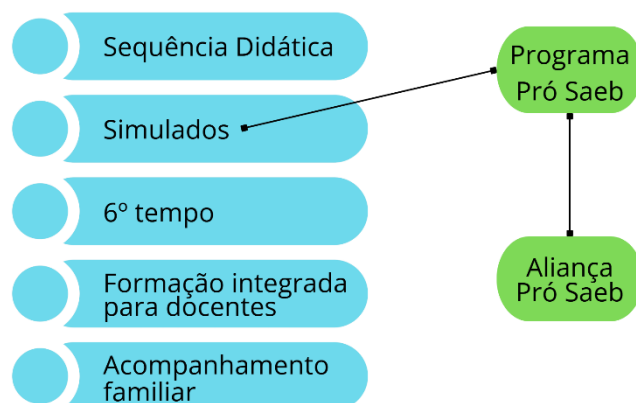 Sequência Didática
Simulados
6º tempo
Formação integrada
para docentes
Acompanhamento
familiar
Programa
Pró Saeb
Aliança
Pró Saeb